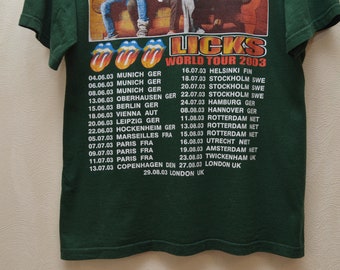 LICKS
WORLD TOUR 2003
04.06.03 MUNICH GER
06.06.03 MUNICH GER
08.06.03 MUNICH GER
13.06.03 OBERHAUSEN GER
15.06.03 BERLIN GER
18.06.03 VIENNA AUT
20.06.03 LEIPZIG GER
22.06.03 HOCKENHEIM GER
05.07.03 MARSEILLES FRA
07.07.03 PARIS FRA
09.07.03 PARIS FRA
11.07.03 PARIS FRA
13.07.03 COPENHAGEN DEN
16.07.03 HELSINKI FIN
18.07.03 STOCKHOLM SWE
20.07.03 STOCKHOLM SWE
22.07.03 STOCKHOLM SWE
24.07.03 HAMBURG GER
08.08.03 HANNOVER GER
11.08.03 ROTTERDAM NET
13.08.03 ROTTERDAM NET
15.08.03 ROTTERDAM NET
16.08.03 UTRECHT NET
19.08.03 AMSTERDAM NET
23.08.03 TWICKENHAM UK
27.08.03 LONDON UK
29.08.03 LONDON UK